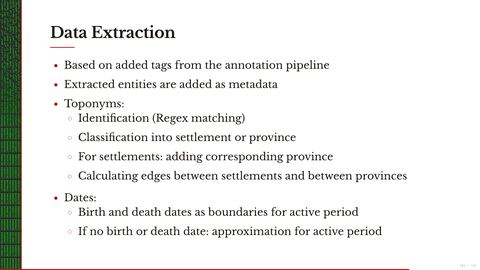 Data Extraction
Based on added tags from the annotation pipeline
Extracted entities are added as metadata
Toponyms:
Identification (Regex matching)
Classification into settlement or province
For settlements: adding corresponding province
Calculating edges between settlements and between provinces
Dates:
Birth and death dates as boundaries for active period
If no birth or death date: approximation for active period